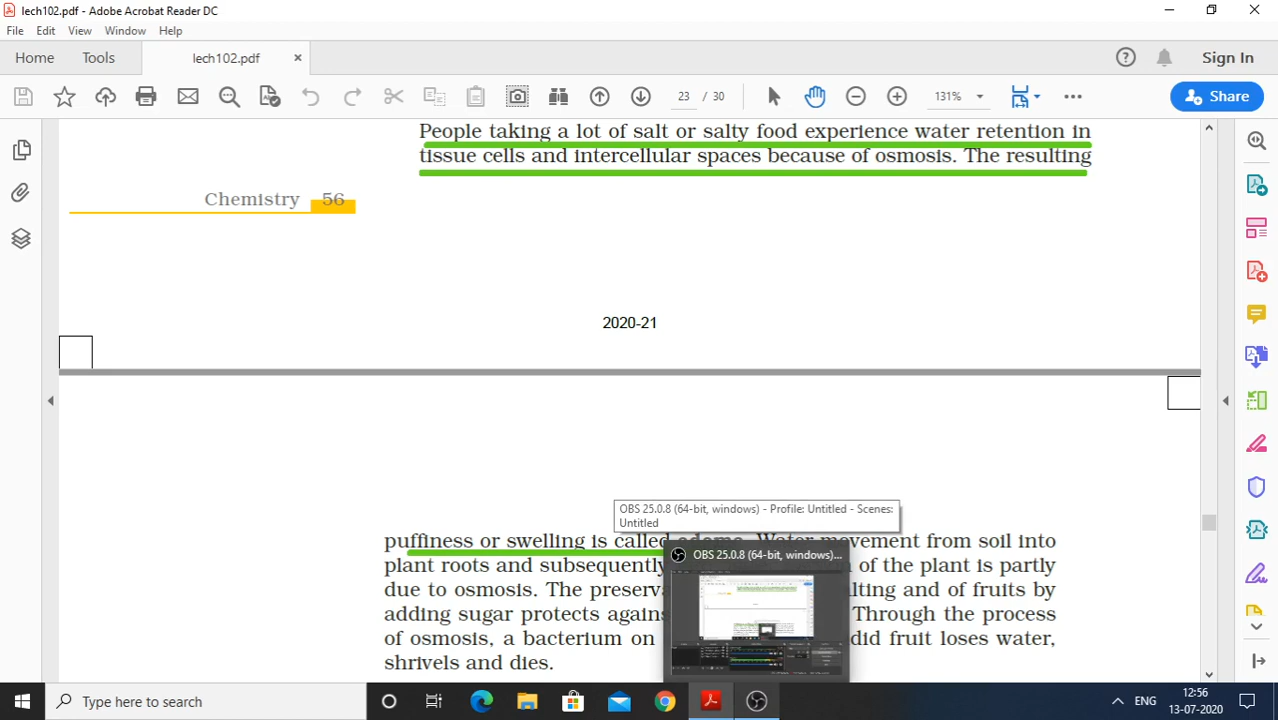 lech102.pdf - Adobe Acrobat Reader DC
File Edit View Window Help
Home Tools lech102.pdf × Sign In
23 / 30 131% Share
People taking a lot of salt or salty food experience water retention in
tissue cells and intercellular spaces because of osmosis. The resulting
Chemistry 56
2020-21
OBS 25.0.8 (64-bit, windows) - Profile: Untitled - Scenes:
Untitled
puffiness or swelling is called Water movement from soil into
OBS 25.0.8 (64-bit, windows)...
plant roots and subsequently of the plant is partly
due to osmosis. The preserva lting and of fruits by
adding sugar protects agains Through the process
of osmosis, a bacterium on did fruit loses water,
shrivels and dies.
Type here to search
ENG 12:56
13-07-2020